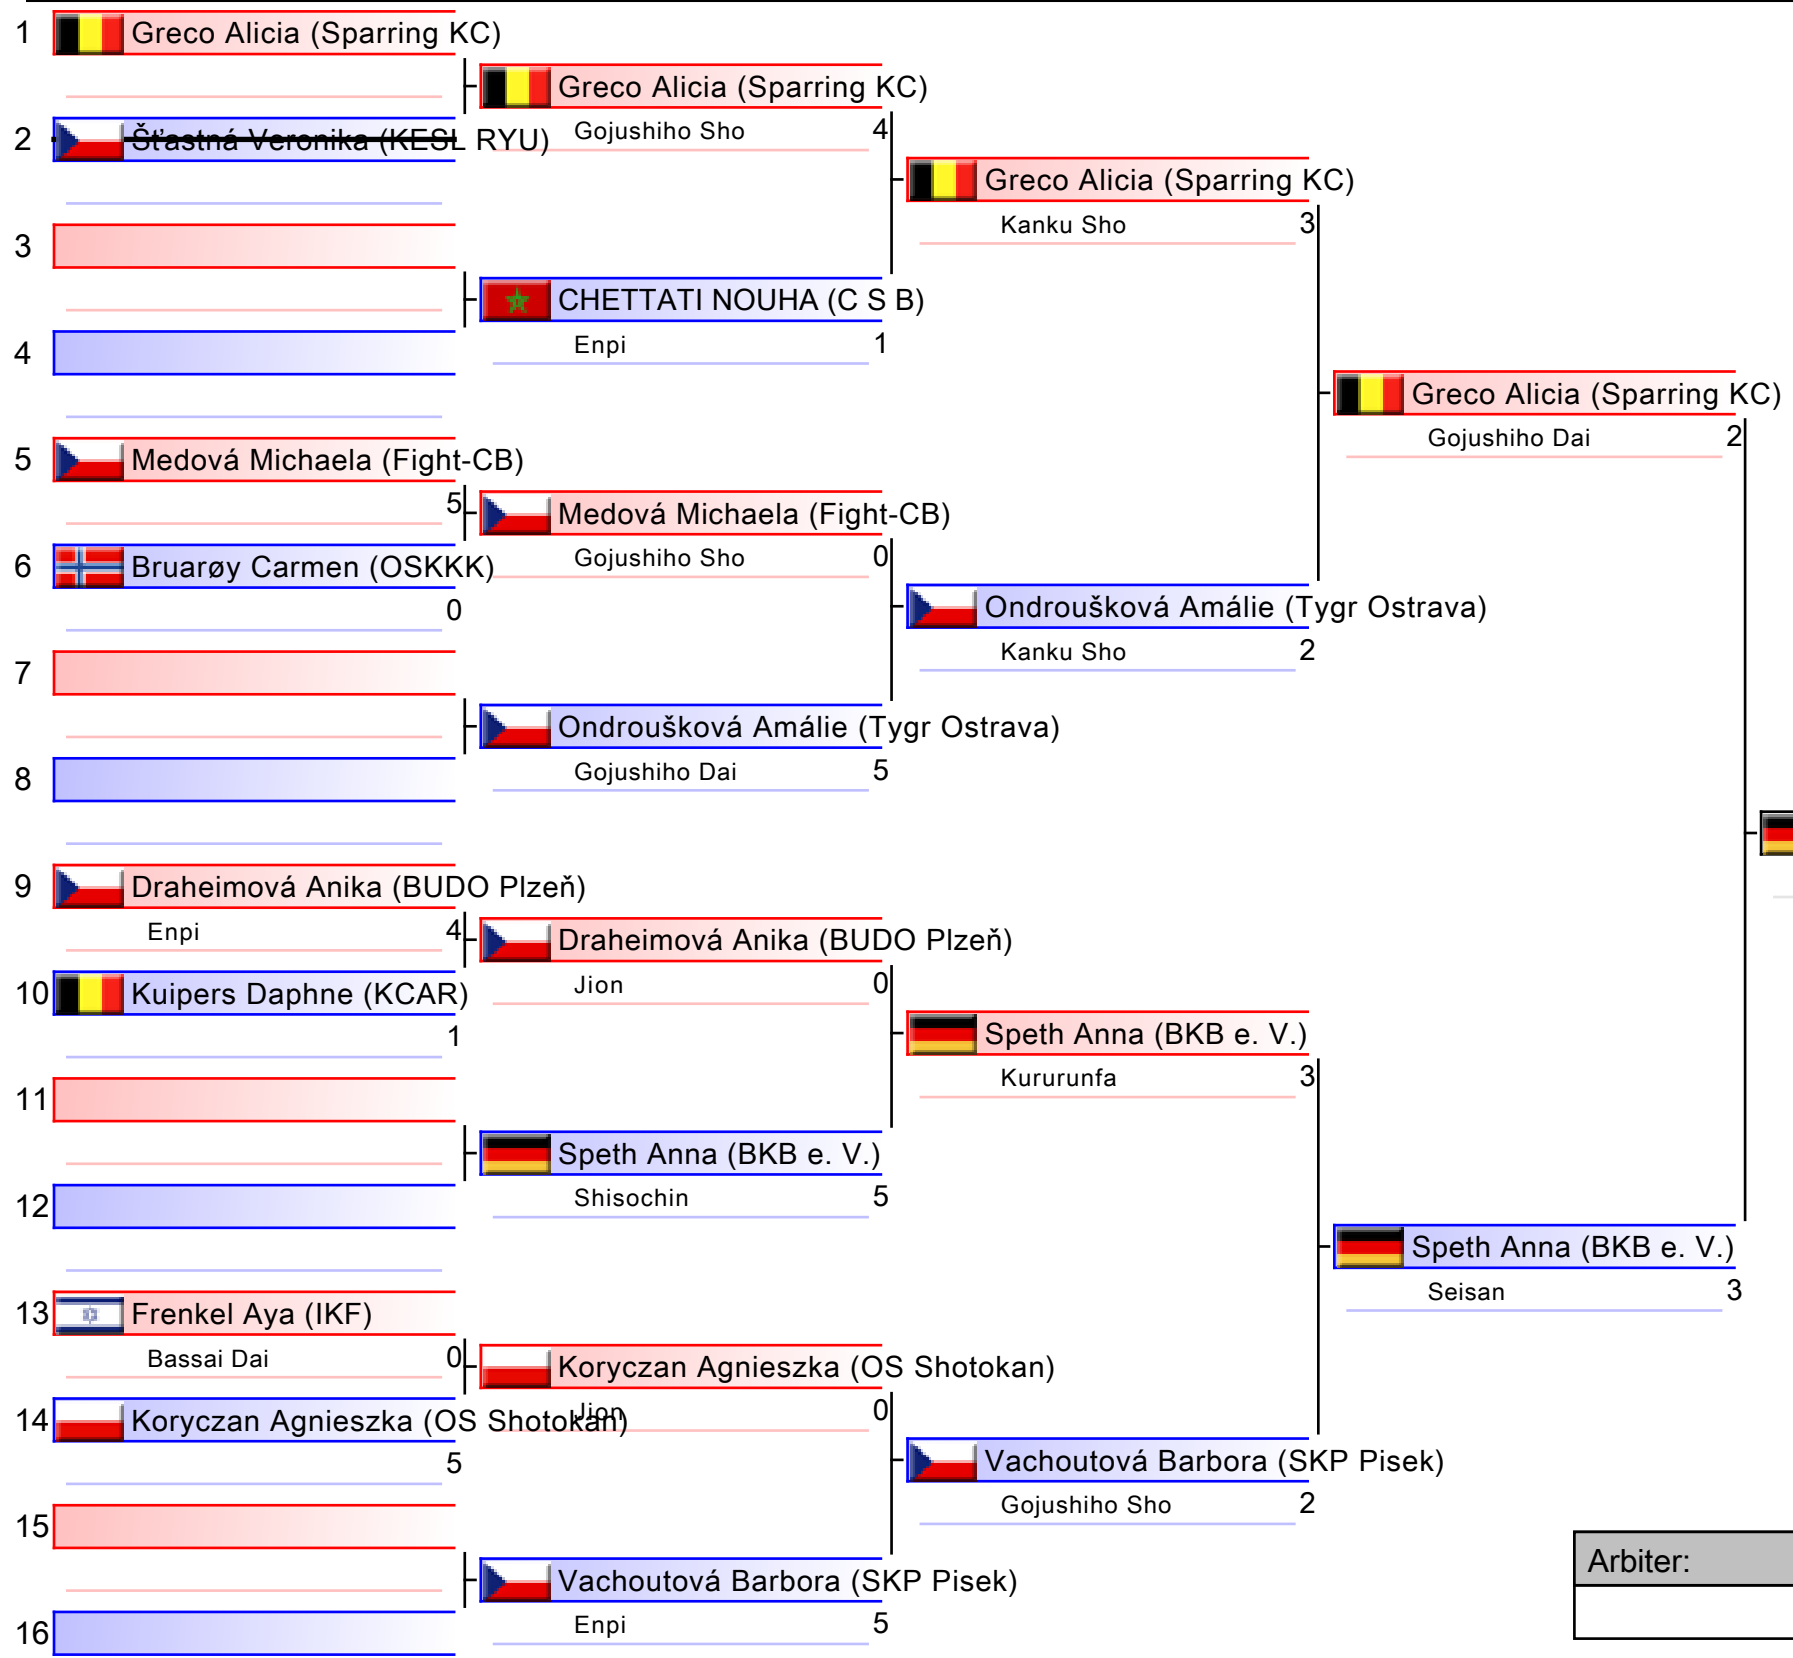 1 Greco Alicia (Sparring KC)
2 Šťastná Veronika (KESL RYU)
3
4
5 Medová Michaela (Fight-CB)
5
6 Bruarøy Carmen (OSKKK)
0
7
8
9 Draheimová Anika (BUDO Plzeň)
Enpi 4
10 Kuipers Daphne (KCAR)
1
11
12
13 Frenkel Aya (IKF)
Bassai Dai 0
14 Koryczan Agnieszka (OS Shotokan)
5
15
16
Greco Alicia (Sparring KC)
Gojushiho Sho 4
CHETTATI NOUHA (C S B)
Enpi 1
Medová Michaela (Fight-CB)
Gojushiho Sho 0
Ondroušková Amálie (Tygr Ostrava)
Gojushiho Dai 5
Draheimová Anika (BUDO Plzeň)
Jion 0
Speth Anna (BKB e. V.)
Shisochin 5
Koryczan Agnieszka (OS Shotokan)
Jion 0
Vachoutová Barbora (SKP Pisek)
Enpi 5
Greco Alicia (Sparring KC)
Kanku Sho 3
Ondroušková Amálie (Tygr Ostrava)
Kanku Sho 2
Speth Anna (BKB e. V.)
Kururunfa 3
Vachoutová Barbora (SKP Pisek)
Gojushiho Sho 2
Greco Alicia (Sparring KC)
Gojushiho Dai 2
Speth Anna (BKB e. V.)
Seisan 3
Arbiter: